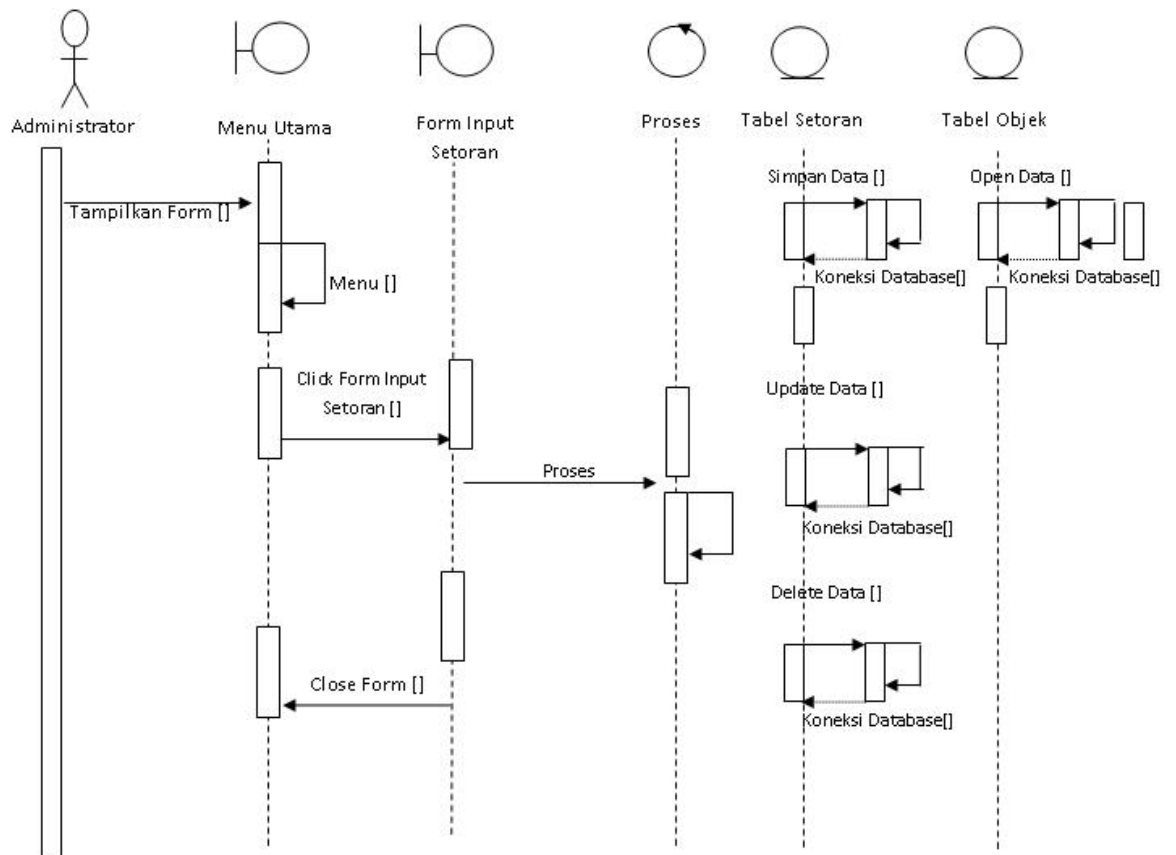 Administrator
Menu Utama
Form Input
Setoran
Proses
Tabel Setoran
Tabel Objek
Simpan Data []
Open Data []
Tampilkan Form []
Koneksi Database[]
Koneksi Database[]
Menu []
Click Form Input
Setoran []
Update Data []
Proses
Koneksi Database[]
Delete Data []
Close Form []
Koneksi Database[]